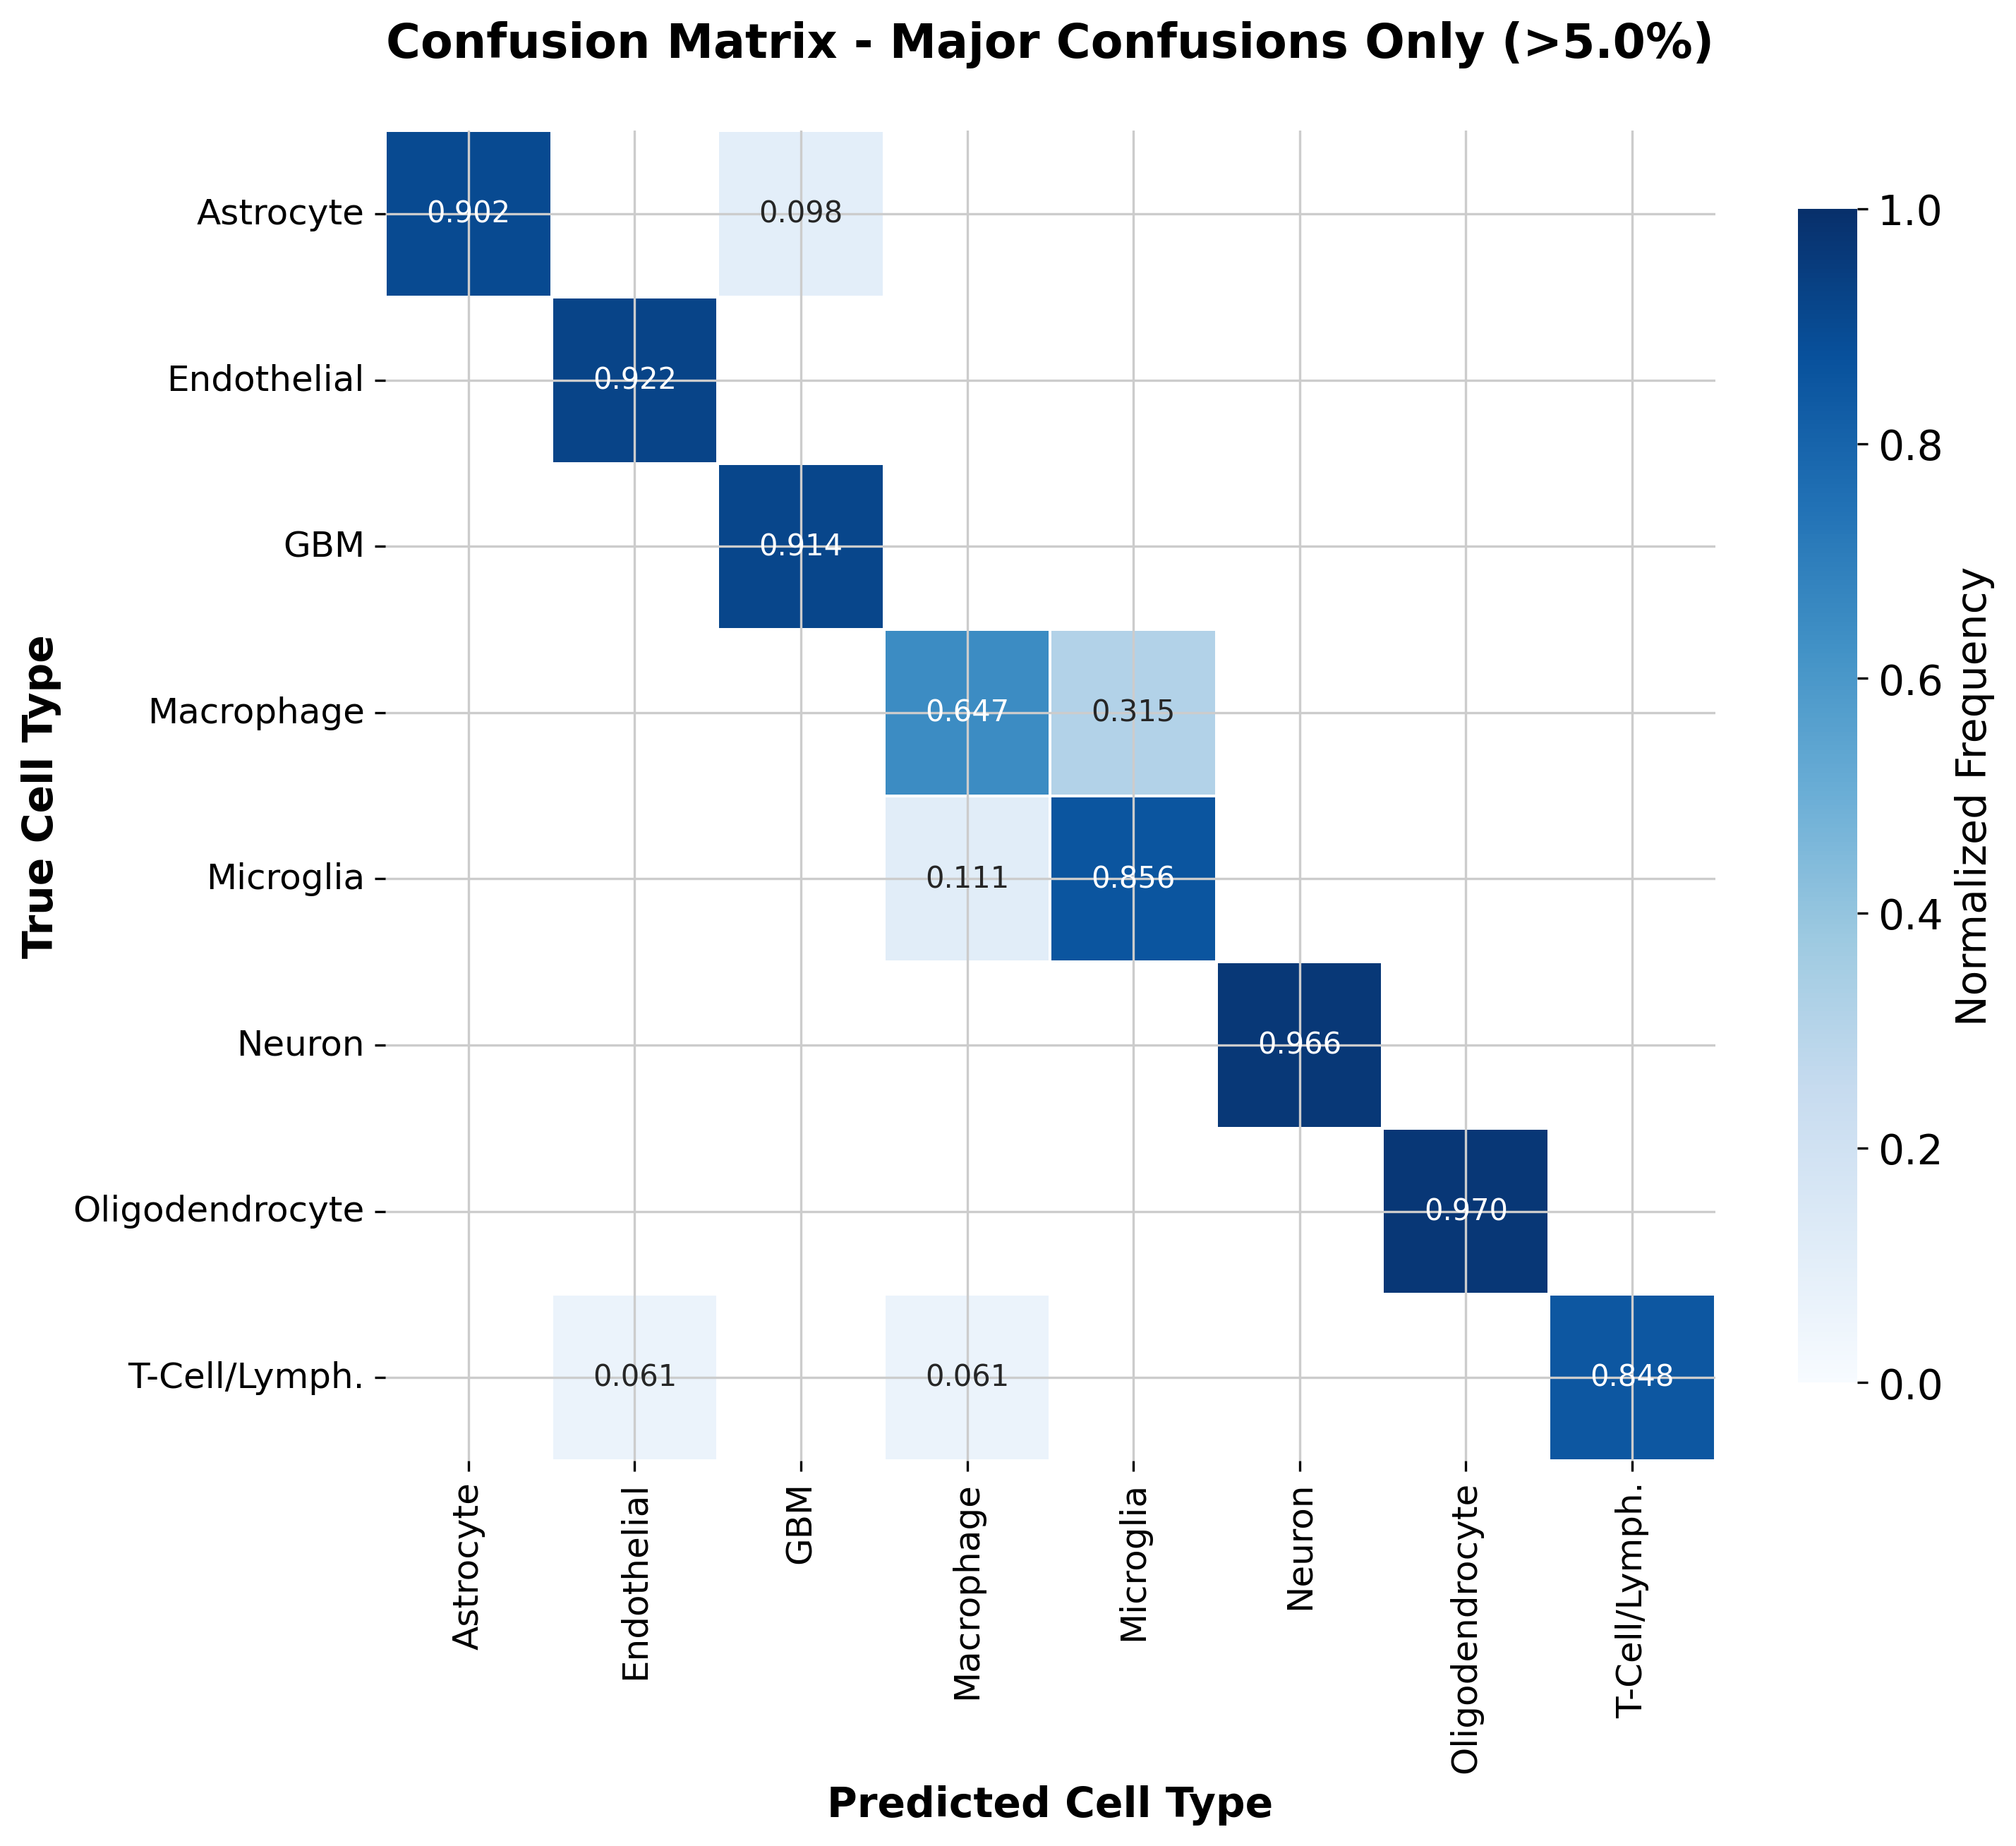 Confusion Matrix - Major Confusions Only (>5.0%)
True Cell Type
Astrocyte
Endothelial
GBM
Macrophage
Microglia
Neuron
Oligodendrocyte
T-Cell/Lymph.
0.902
0.098
0.922
0.914
0.647
0.315
0.111
0.856
0.966
0.970
0.061
0.061
0.848
Astrocyte
Endothelial
GBM
Macrophage
Microglia
Neuron
Oligodendrocyte
T-Cell/Lymph.
Predicted Cell Type
1.0
0.8
0.6
0.4
0.2
0.0
Normalized Frequency